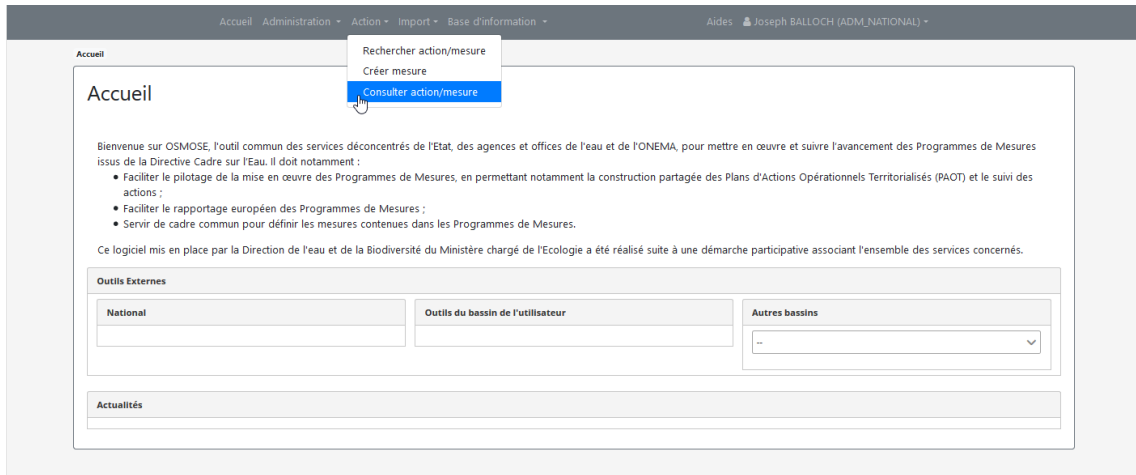 Accueil Administration Action Import Base d'information Aides Joseph BALLOCH (ADM_NATIONAL)
Rechercher action/mesure
Créer mesure
Consulter action/mesure
Accueil
Accueil
Bienvenue sur OSMOSE, l'outil commun des services déconcentrés de l'Etat, des agences et offices de l'eau et de l'ONEMA, pour mettre en œuvre et suivre l'avancement des Programmes de Mesures
issus de la Directive Cadre sur l'Eau. Il doit notamment :
• Faciliter le pilotage de la mise en œuvre des Programmes de Mesures, en permettant notamment la construction partagée des Plans d'Actions Opérationnels Territorialisés (PAOT) et le suivi des
actions ;
• Faciliter le rapportage européen des Programmes de Mesures ;
• Servir de cadre commun pour définir les mesures contenues dans les Programmes de Mesures.
Ce logiciel mis en place par la Direction de l'eau et de la Biodiversité du Ministère chargé de l'Ecologie a été réalisé suite à une démarche participative associant l'ensemble des services concernés.
Outils Externes
National Outils du bassin de l'utilisateur Autres bassins
--
Actualités